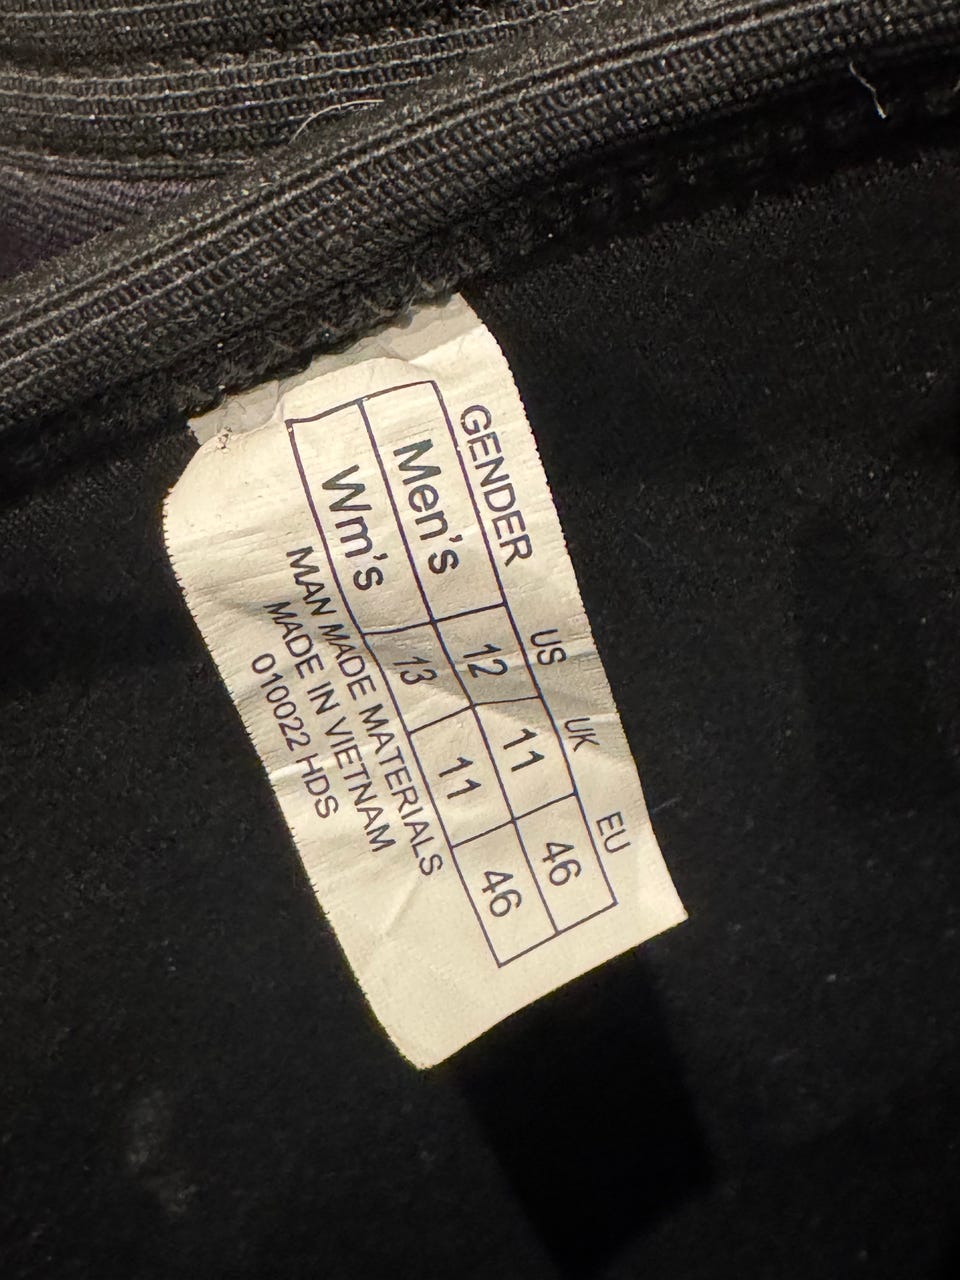 GENDER US UK EU
Men's 12 11 46
Wm's 13 11 46
MAN MADE MATERIALS
MADE IN VIETNAM
010022 HDS